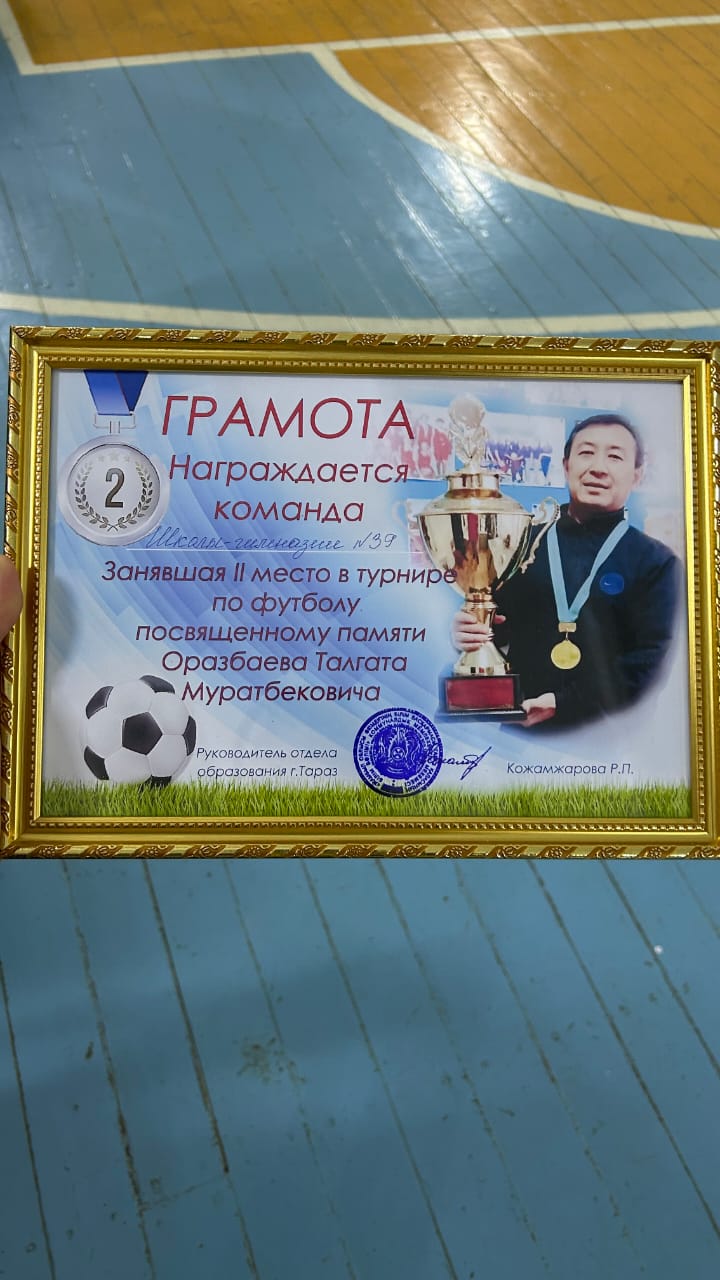 ГРАМОТА
2
Награждается
команда
Школы-гимназии №39
Занявшая II место в турнире
по футболу
посвященному памяти
Оразбаева Талгата
Муратбековича
Руководитель отдела
образования г.Тараз
Кожамжарова Р.П.